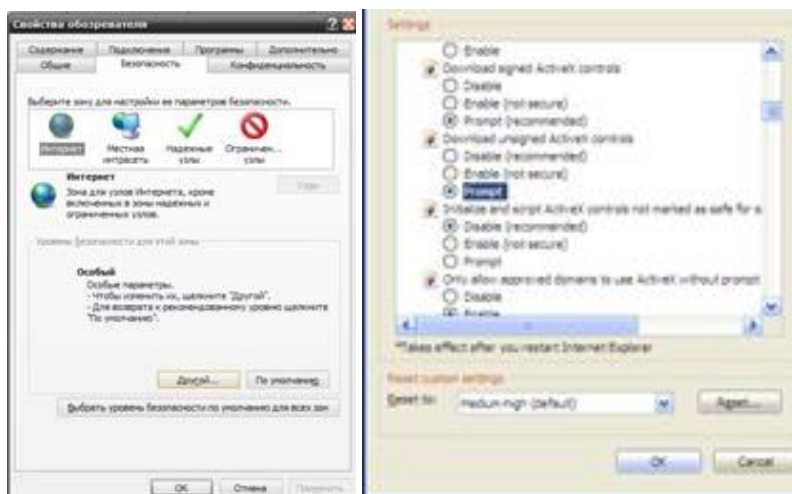 Свойства обозревателя
Содержание Подключения Программы Дополнительно
Общие Безопасность Конфиденциальность
Выберите зону для настройки ее параметров безопасности.
Интернет Местная интрасеть Надежные узлы Ограничен... узлы
Интернет
Зона для узлов Интернета, кроме
включенных в зоны надежных и
ограниченных узлов.
Узлы
Уровень безопасности для этой зоны
Особый
Особые параметры.
- Чтобы изменить их, щелкните "Другой".
- Для возврата к рекомендованному уровню щелкните
"По умолчанию".
Другой... По умолчанию
Выбрать уровень безопасности по умолчанию для всех зон
OK Отмена Применить
Settings
Enable
Download signed ActiveX controls
Disable
Enable (not secure)
Prompt (recommended)
Download unsigned ActiveX controls
Disable (recommended)
Enable (not secure)
Prompt
Initialize and script ActiveX controls not marked as safe for s
Disable (recommended)
Enable (not secure)
Prompt
Only allow approved domains to use ActiveX without prompt
Disable
Enable
*Takes effect after you restart Internet Explorer
Reset custom settings
Reset to: Medium-high (default) Reset...
OK Cancel